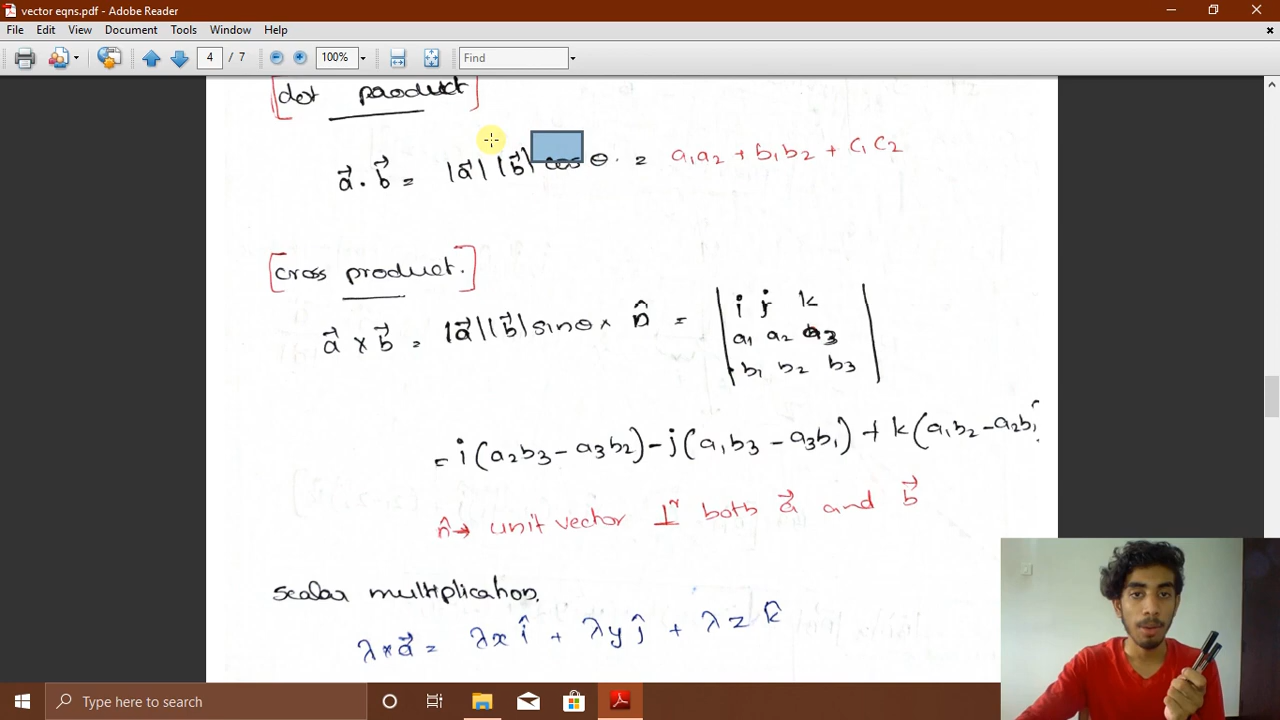 vector eqns.pdf - Adobe Reader
File Edit View Document Tools Window Help
4 / 7 100% Find
[dot product]
a⃗ . b⃗ = |a⃗| |b⃗| cos θ. = a₁a₂ + b₁b₂ + c₁c₂
[cross product.]
a⃗ × b⃗ = |a⃗||b⃗| sinθ × n̂ = | i j k
a₁ a₂ a₃
b₁ b₂ b₃ |
= i(a₂b₃ - a₃b₂) - j(a₁b₃ - a₃b₁) + k(a₁b₂ - a₂b₁
n̂ → unit vector ⊥r both a⃗ and b⃗
scalar multiplication.
λ × a⃗ = λx î + λy ĵ + λz k̂
Type here to search